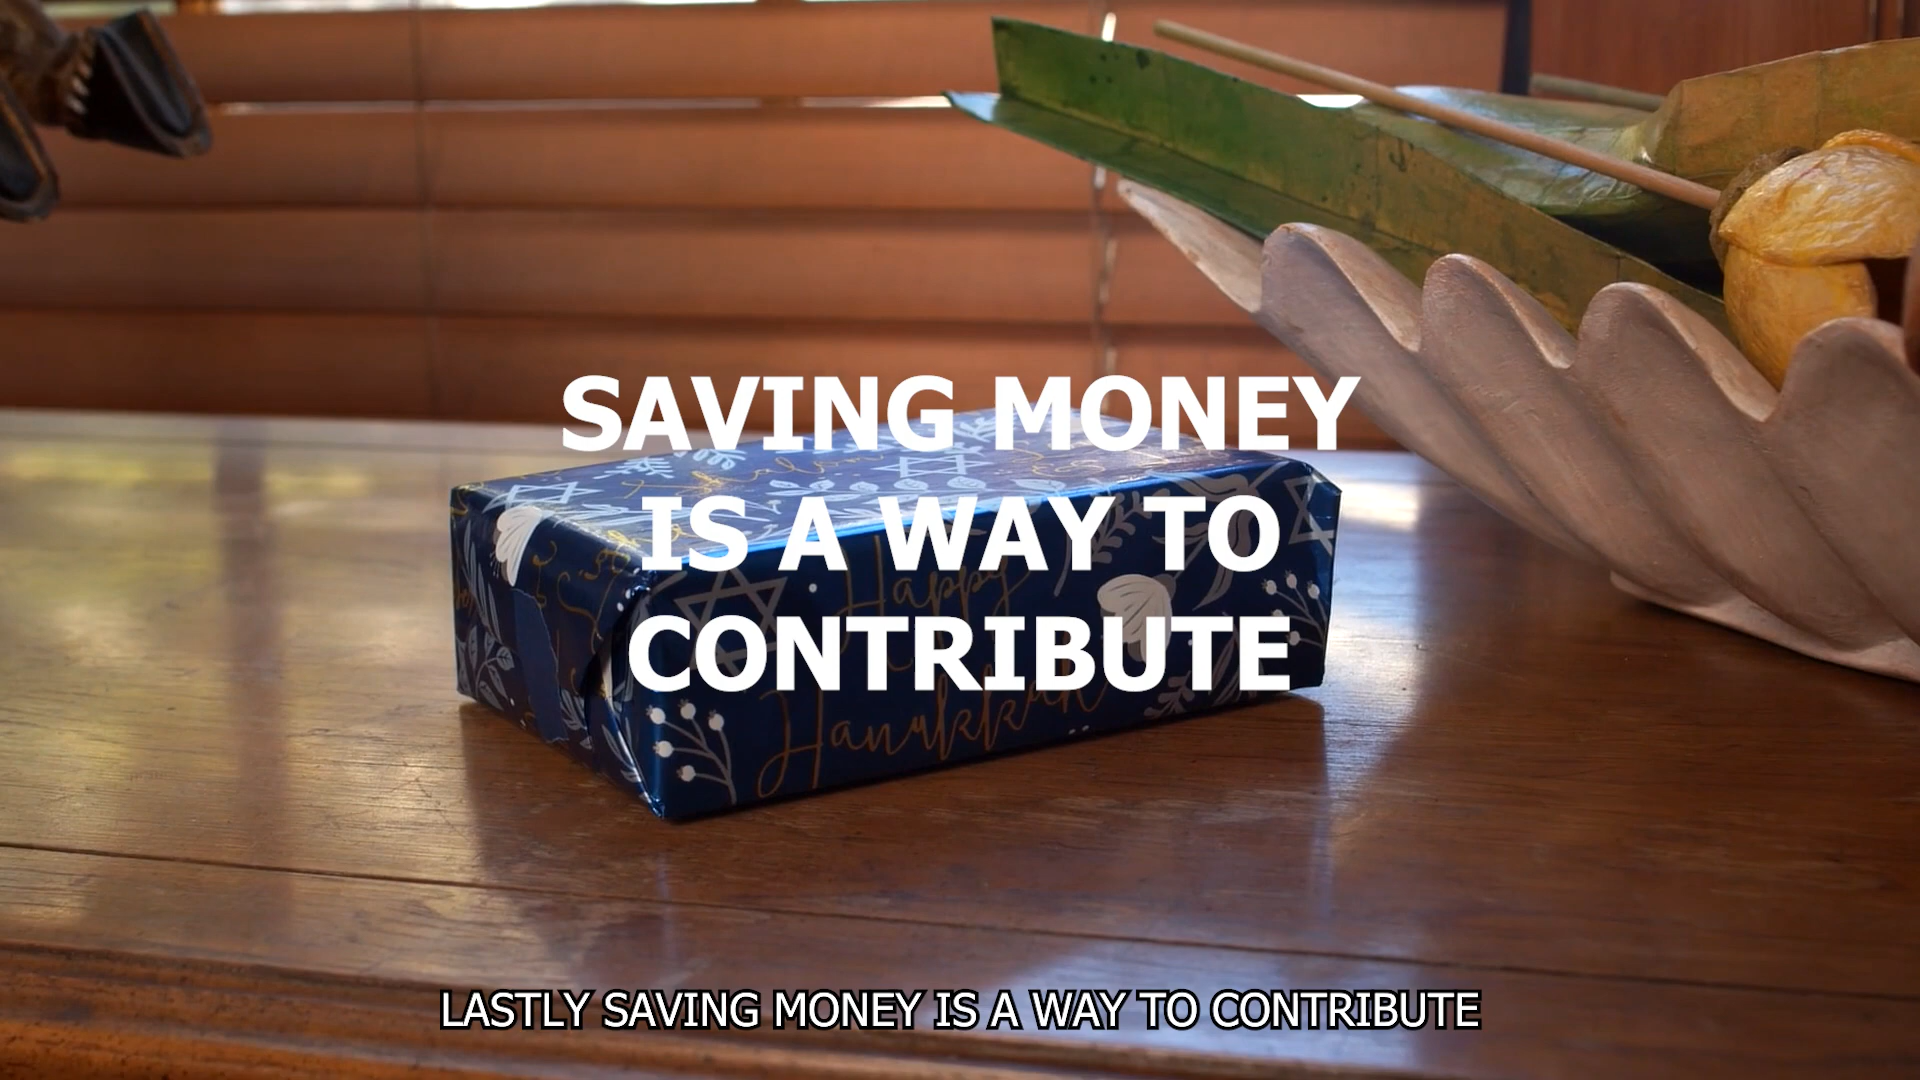 SAVING MONEY
IS A WAY TO
CONTRIBUTE
Happy
Hanukkah
LASTLY SAVING MONEY IS A WAY TO CONTRIBUTE